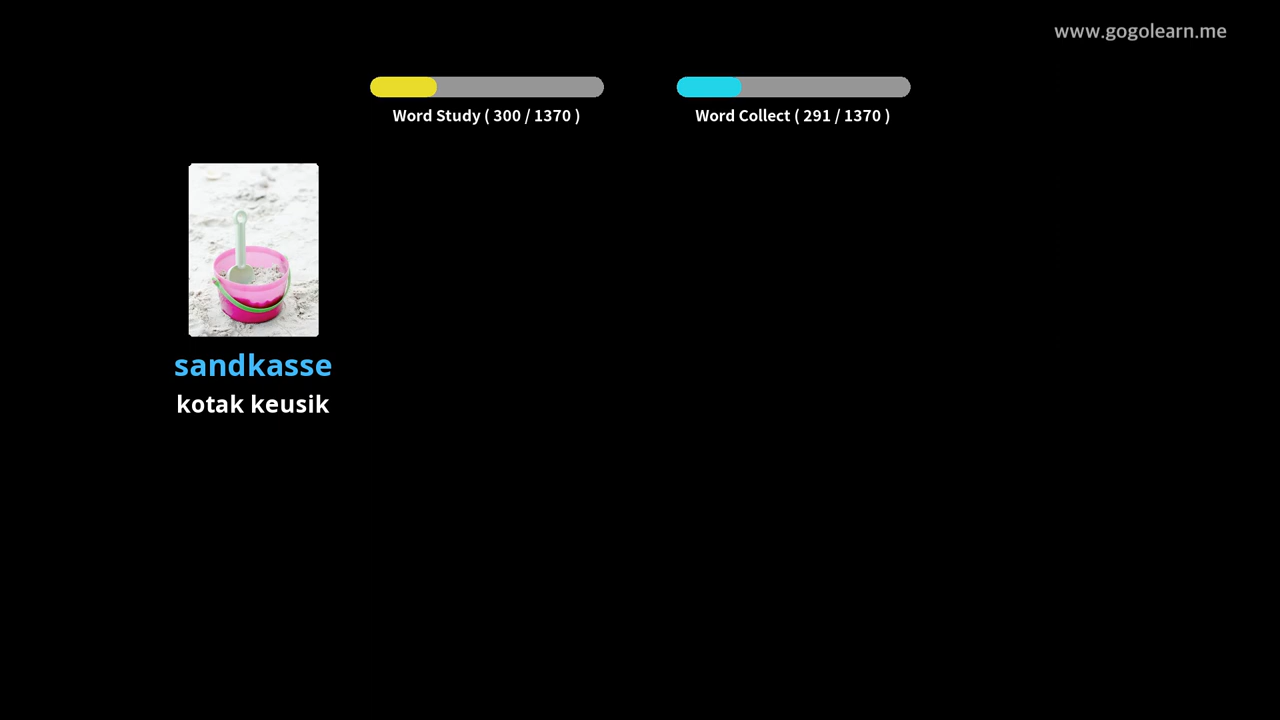 www.gogolearn.me
Word Study ( 300 / 1370 )
Word Collect ( 291 / 1370 )
sandkasse
kotak keusik